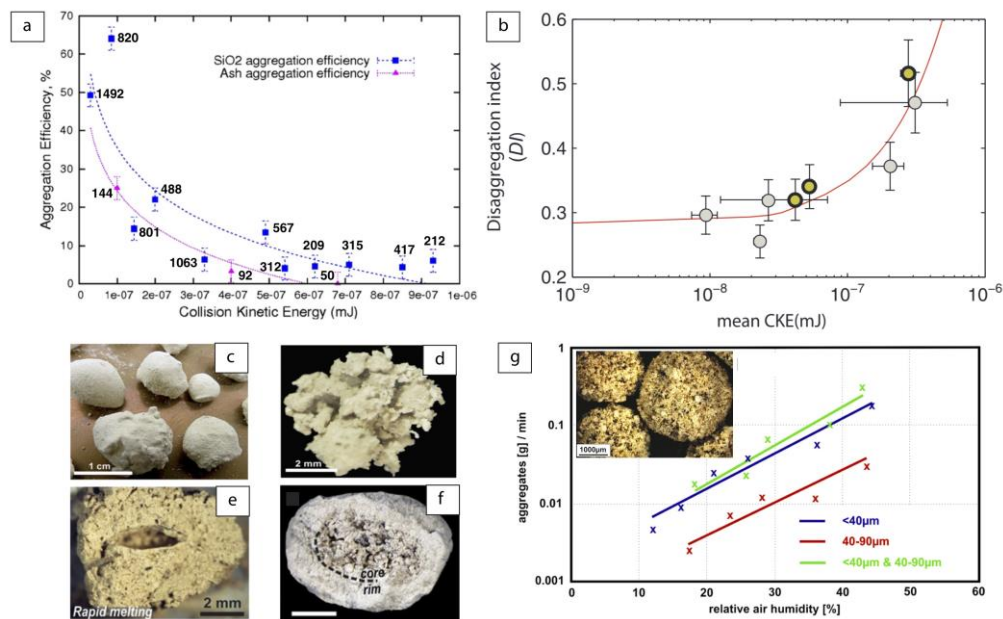 a
Aggregation Efficiency, %
70
60
50
40
30
20
10
0
820
1492
144
801
488
1063
92
567
312
209
50
315
417
212
SiO2 aggregation efficiency
Ash aggregation efficiency
0 1e-07 2e-07 3e-07 4e-07 5e-07 6e-07 7e-07 8e-07 9e-07 1e-06
Collision Kinetic Energy (mJ)
b
Disaggregation index
(DI)
0.6
0.5
0.4
0.3
0.2
10⁻⁹ 10⁻⁸ 10⁻⁷ 10⁻⁶
mean CKE(mJ)
c
1 cm
d
2 mm
e
Rapid melting
2 mm
f
core
rim
g
aggregates [g] / min
1
0.1
0.01
0.001
1000µm
<40µm
40-90µm
<40µm & 40-90µm
0 10 20 30 40 50 60
relative air humidity [%]